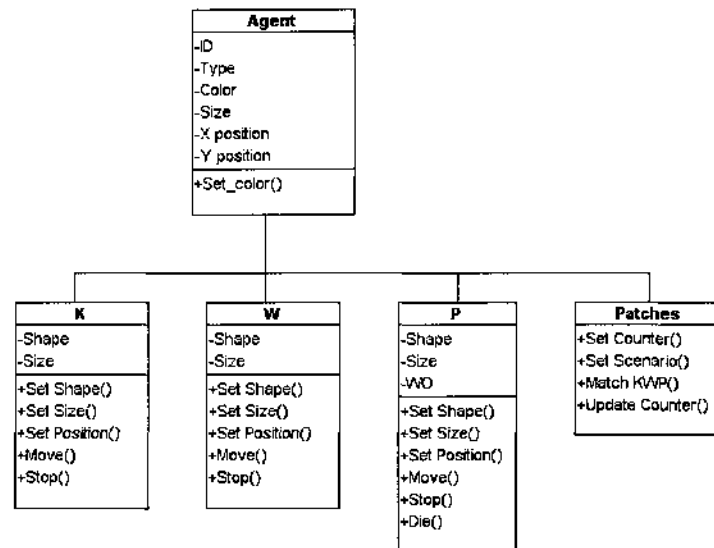 Agent
-ID
-Type
-Color
-Size
-X position
-Y position
+Set_color()
K
-Shape
-Size
+Set Shape()
+Set Size()
+Set Position()
+Move()
+Stop()
W
-Shape
-Size
+Set Shape()
+Set Size()
+Set Position()
+Move()
+Stop()
P
-Shape
-Size
-WO
+Set Shape()
+Set Size()
+Set Position()
+Move()
+Stop()
+Die()
Patches
+Set Counter()
+Set Scenario()
+Match KWP()
+Update Counter()